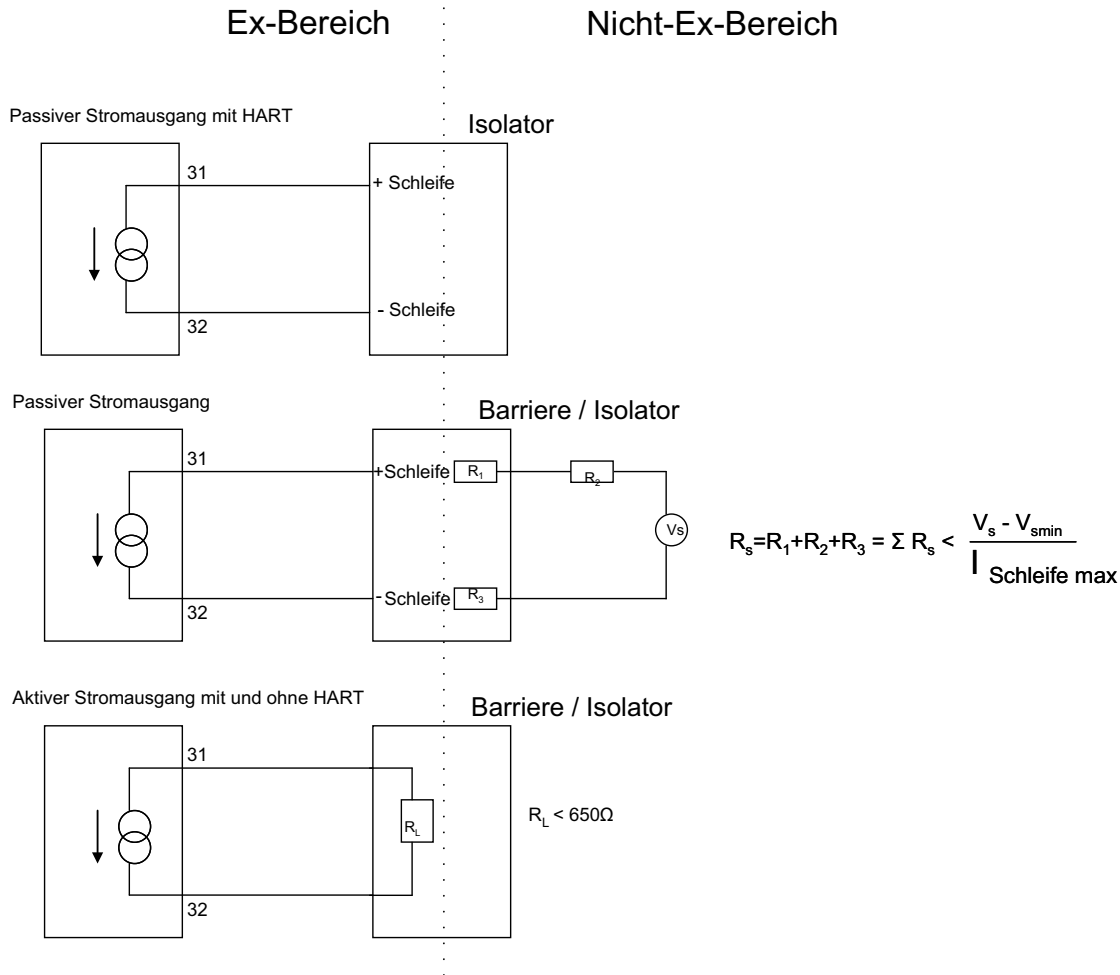 Ex-Bereich
Nicht-Ex-Bereich
Passiver Stromausgang mit HART
Isolator
31
+ Schleife
- Schleife
32
Passiver Stromausgang
Barriere / Isolator
31
+Schleife
R1
R2
Vs
Rs=R1+R2+R3 = Σ Rs < Vs - Vsmin
I Schleife max
-Schleife
R3
32
Aktiver Stromausgang mit und ohne HART
Barriere / Isolator
31
RL
RL < 650Ω
32